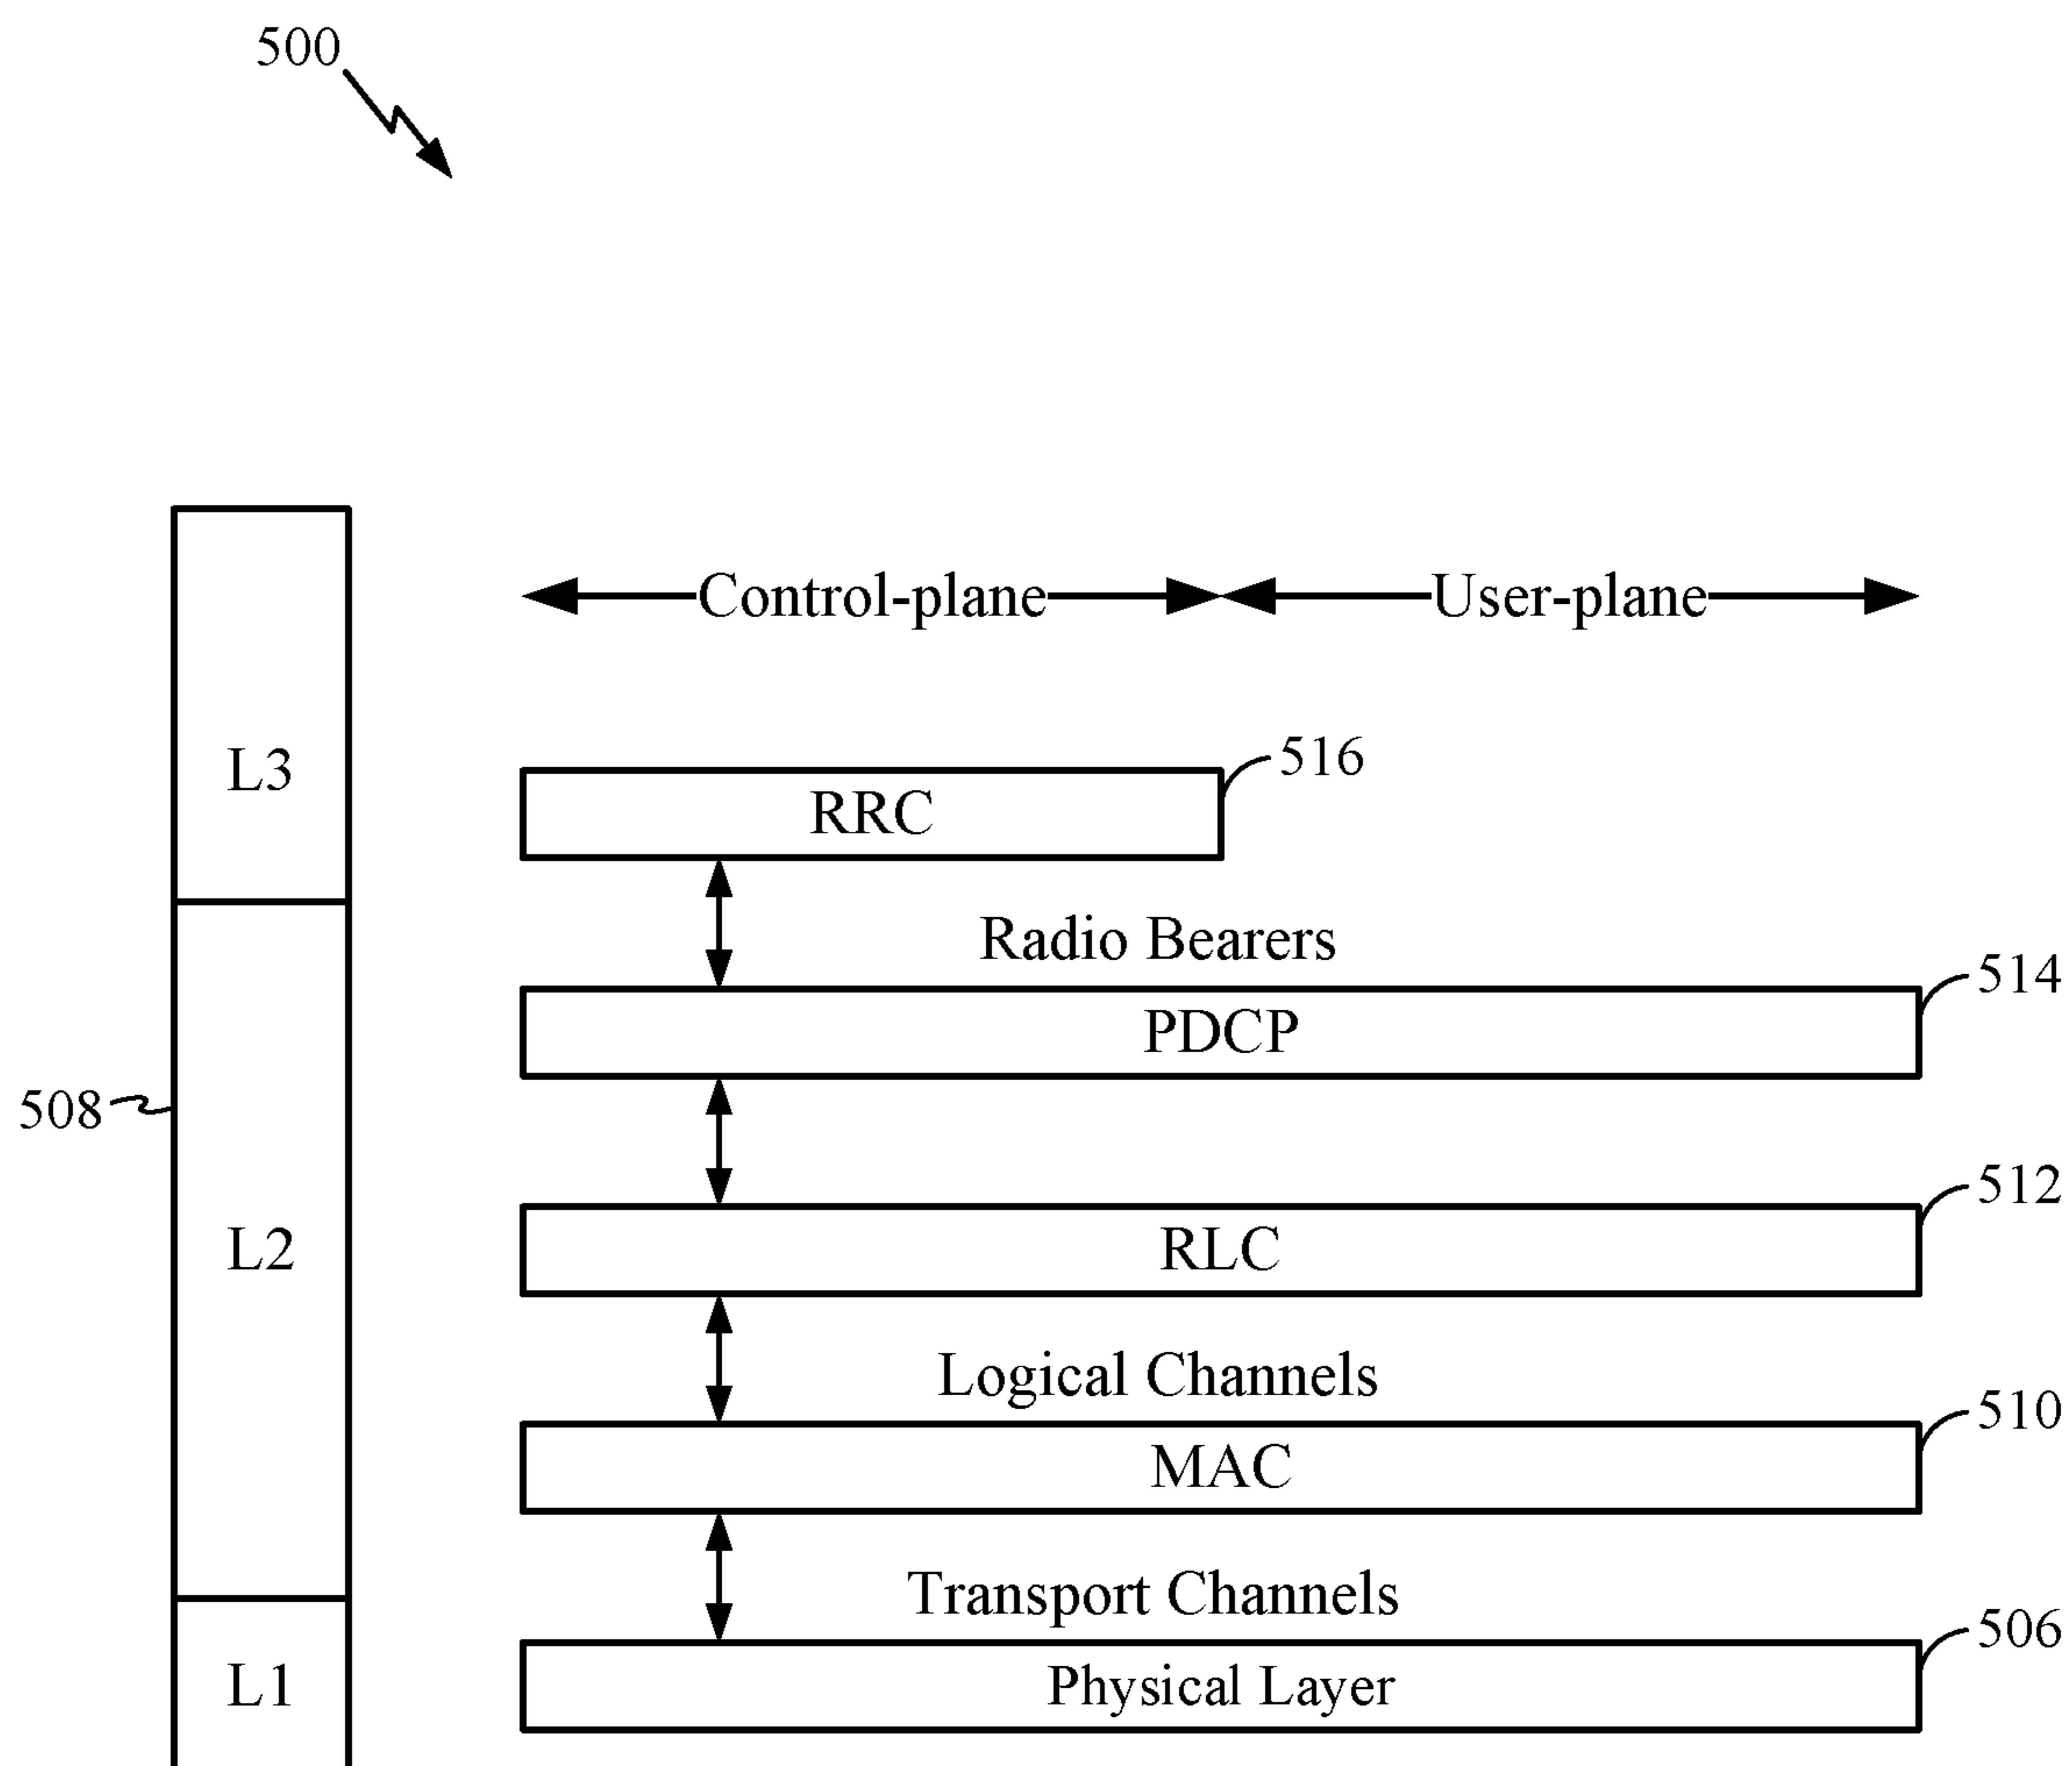 500
Control-plane
User-plane
L3
516
RRC
Radio Bearers
514
PDCP
508
512
L2
RLC
Logical Channels
510
MAC
Transport Channels
506
L1
Physical Layer